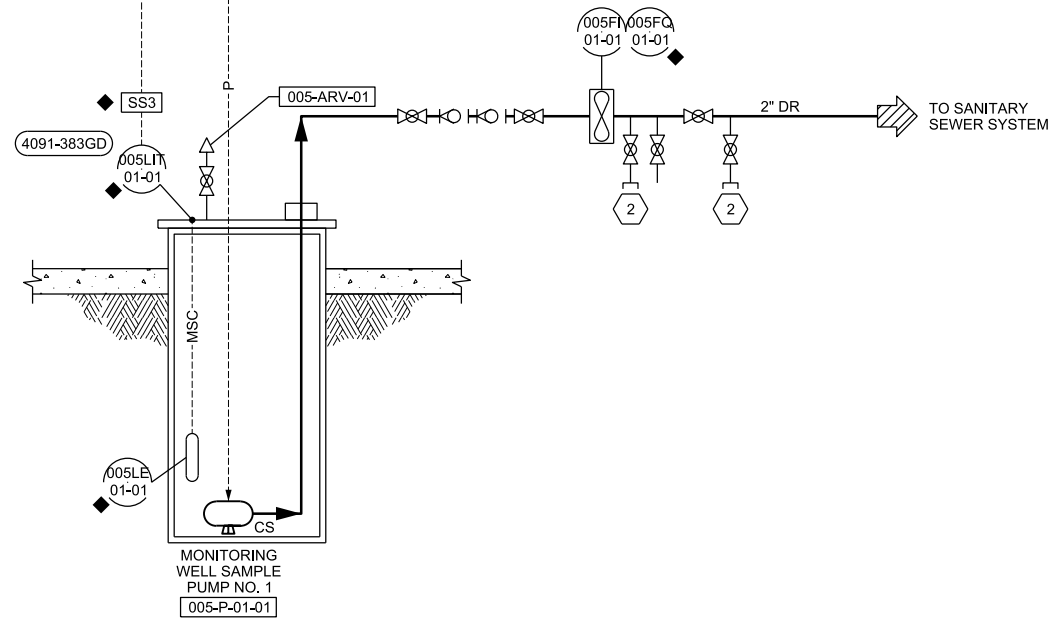 005FI
01-01
005FQ
01-01
P
005-ARV-01
SS3
2" DR
TO SANITARY
SEWER SYSTEM
4091-383GD
005LIT
01-01
2
2
MSC
005LE
01-01
CS
MONITORING
WELL SAMPLE
PUMP NO. 1
005-P-01-01